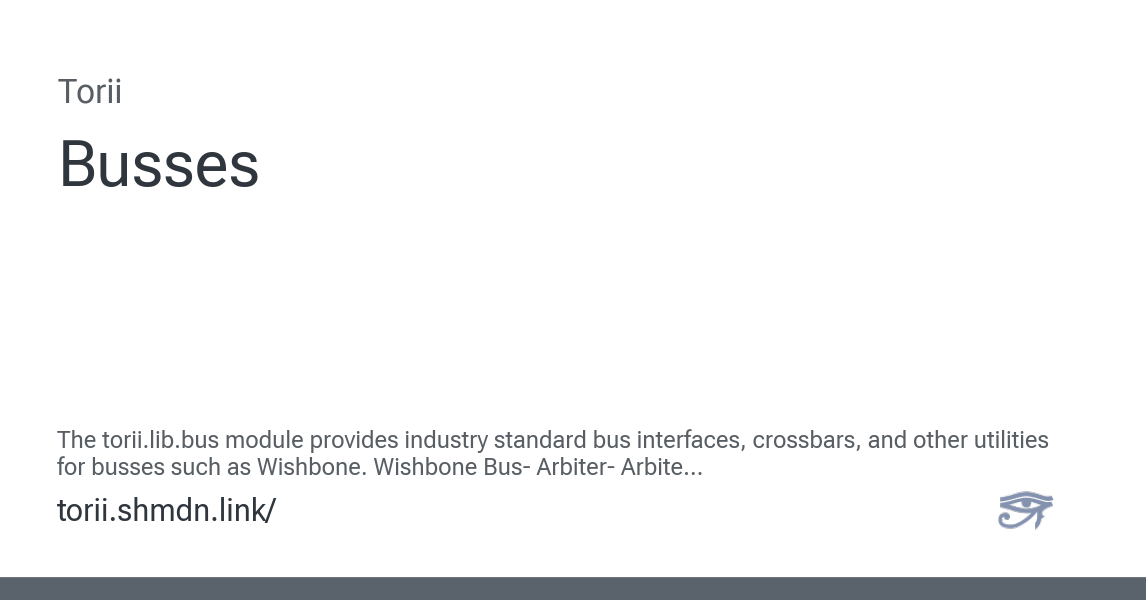 Torii
Busses
The torii.lib.bus module provides industry standard bus interfaces, crossbars, and other utilities
for busses such as Wishbone. Wishbone Bus- Arbiter- Arbite...
torii.shmdn.link/